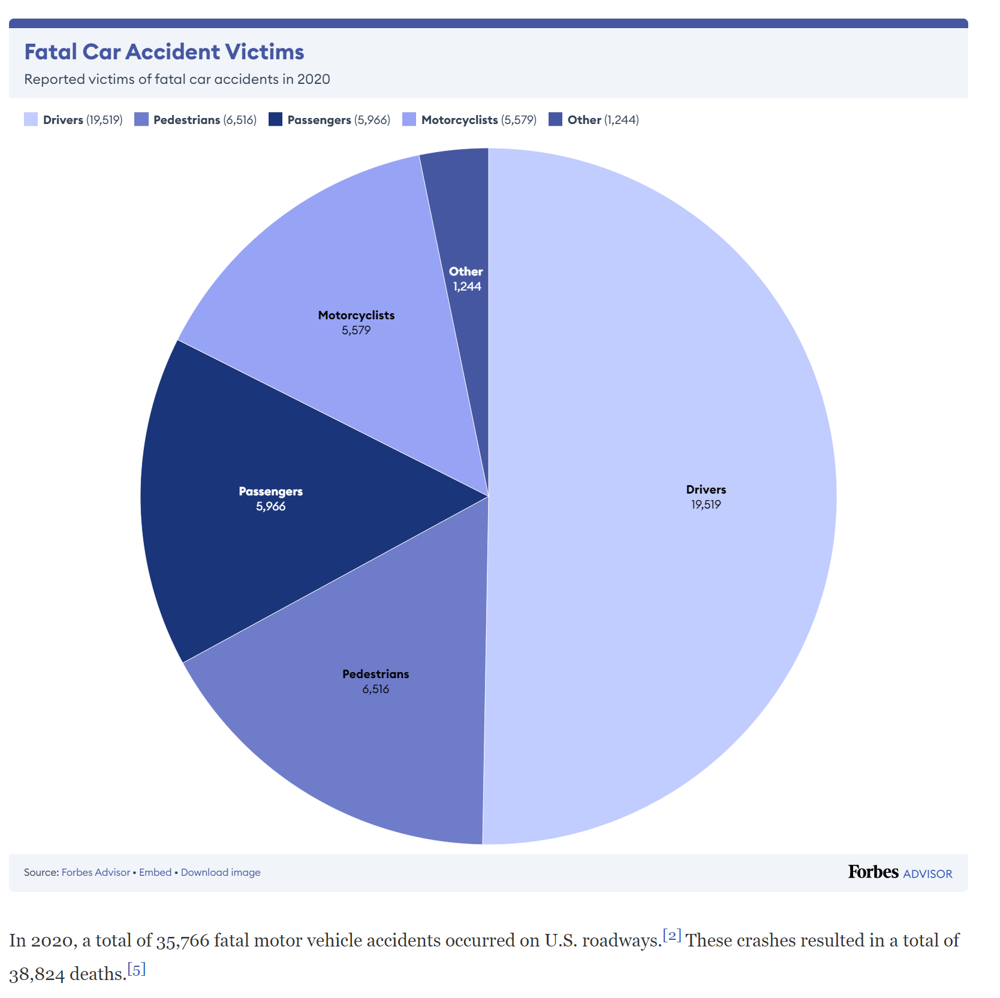 Fatal Car Accident Victims
Reported victims of fatal car accidents in 2020
Drivers (19,519) Pedestrians (6,516) Passengers (5,966) Motorcyclists (5,579) Other (1,244)
Other
1,244
Motorcyclists
5,579
Drivers
19,519
Passengers
5,966
Pedestrians
6,516
Source: Forbes Advisor • Embed • Download image
Forbes ADVISOR
In 2020, a total of 35,766 fatal motor vehicle accidents occurred on U.S. roadways.[2] These crashes resulted in a total of
38,824 deaths.[5]